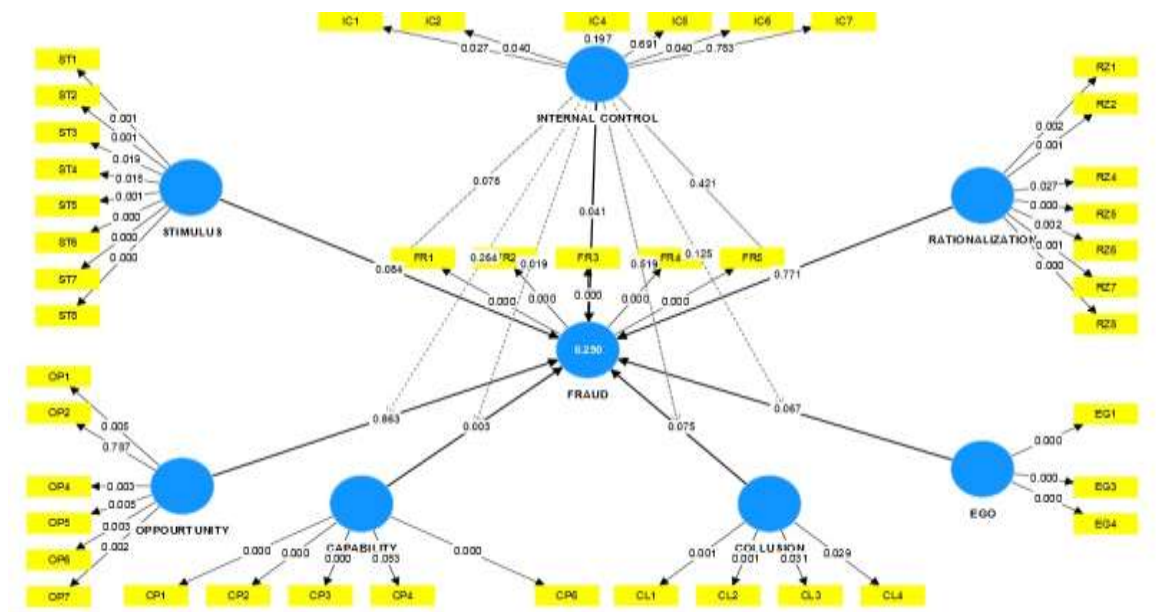 IC1 IC2 IC4 IC5 IC6 IC7
0.027 0.040 0.197 0.691 0.040 0.783
INTERNAL CONTROL
ST1
ST2
ST3
ST4
ST5
ST6
ST7
ST8
0.001
0.001
0.019
0.016
0.001
0.000
0.000
0.000
STIMULUS
RZ1
RZ2
RZ4
RZ5
RZ6
RZ7
RZ8
0.002
0.001
0.027
0.000
0.002
0.001
0.000
RATIONALIZATION
0.078
0.421
0.041
FR1 0.264 FR3 FR4 0.125 FR5
0.019
0.519
0.084
0.771
0.000 0.000 0.000 0.000 0.000
0.290
FRAUD
OP1
OP2
OP4
OP5
OP6
OP7
0.005
0.787
0.003
0.005
0.003
0.002
OPPOURTUNITY
0.863
0.075
0.067
EG1
EG3
EG4
0.000
0.000
0.000
EGO
CAPABILITY
0.000 0.000 0.000 0.000
CP1 CP2 CP3 CP4
COLLUSION
0.001 0.001 0.031 0.029
CL1 CL2 CL3 CL4